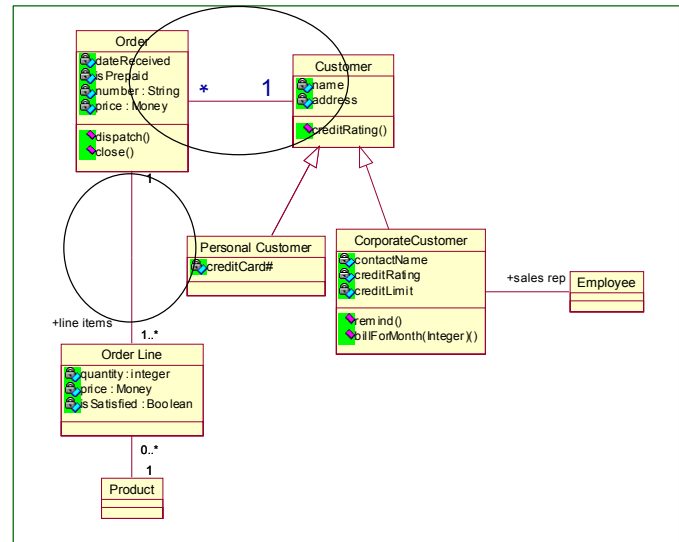 Order
dateReceived
isPrepaid
number : String
price : Money
dispatch()
close()
*
1
Customer
name
address
creditRating()
1
+line items
1..*
Personal Customer
creditCard#
CorporateCustomer
contactName
creditRating
creditLimit
remind()
billForMonth(Integer)()
+sales rep
Employee
Order Line
quantity : integer
price : Money
isSatisfied : Boolean
0..*
1
Product